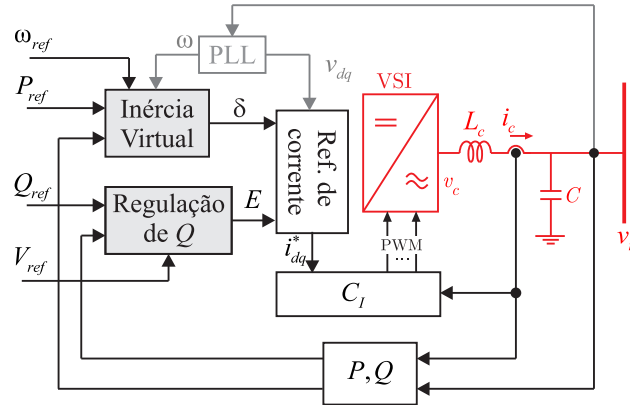 ω_ref
ω
PLL
P_ref
v_dq
VSI
Inércia
Virtual
δ
L_c
i_c
Ref. de
corrente
=
≈
v_c
C
Q_ref
Regulação
de Q
E
V_ref
i*_dq
PWM
...
C_I
P, Q